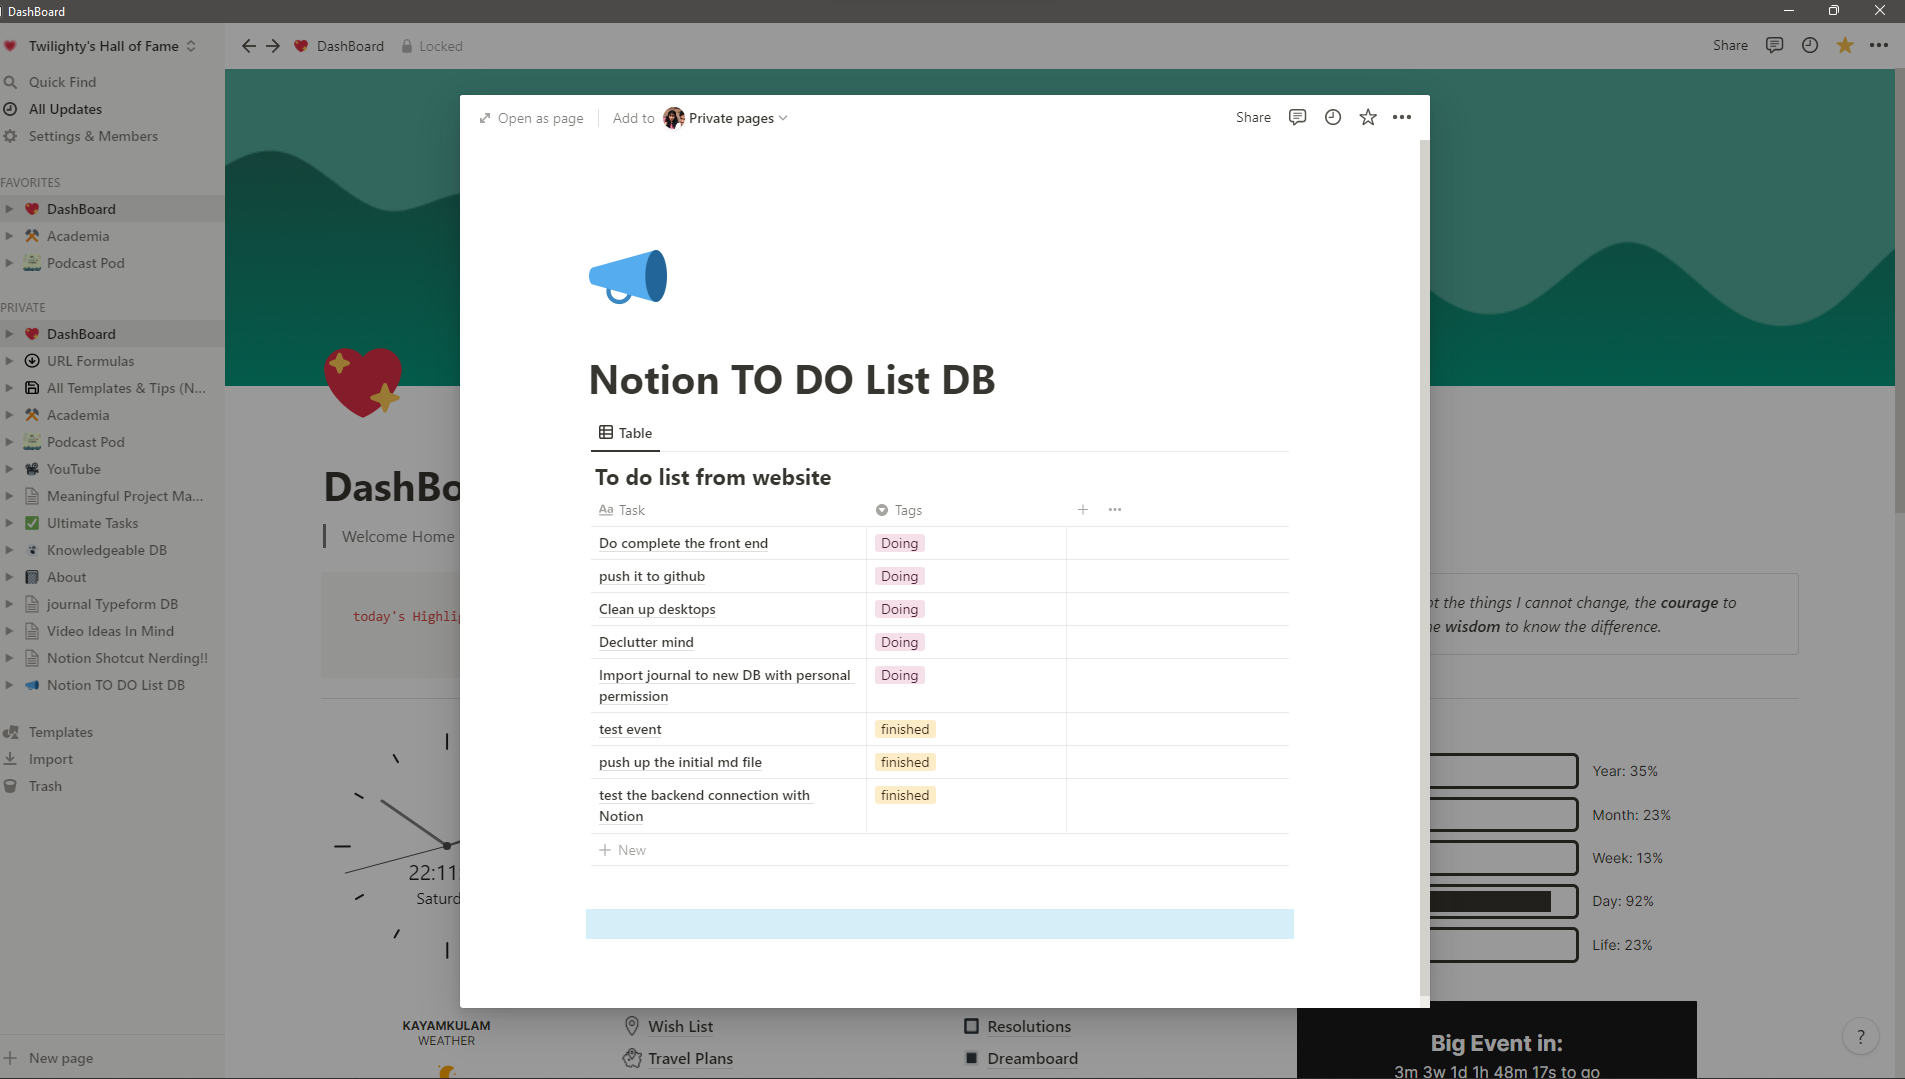 DashBoard
Twilighty's Hall of Fame
DashBoard
Locked
Share
Quick Find
All Updates
Settings & Members
FAVORITES
DashBoard
Academia
Podcast Pod
PRIVATE
DashBoard
URL Formulas
All Templates & Tips (N...
Academia
Podcast Pod
YouTube
Meaningful Project Ma...
Ultimate Tasks
Knowledgeable DB
About
journal Typeform DB
Video Ideas In Mind
Notion Shotcut Nerding!!
Notion TO DO List DB
Templates
Import
Trash
New page
Open as page
Add to
Private pages
Share
Notion TO DO List DB
Table
To do list from website
Aa Task
Tags
Do complete the front end
Doing
push it to github
Doing
Clean up desktops
Doing
Declutter mind
Doing
Import journal to new DB with personal
permission
Doing
test event
finished
push up the initial md file
finished
test the backend connection with
Notion
finished
New
DashBo
Welcome Home
today's Highli
the things I cannot change, the courage to
wisdom to know the difference.
22:11
Saturd
Year: 35%
Month: 23%
Week: 13%
Day: 92%
Life: 23%
KAYAMKULAM
WEATHER
Wish List
Travel Plans
Resolutions
Dreamboard
Big Event in:
3m 3w 1d 1h 48m 17s to go
?